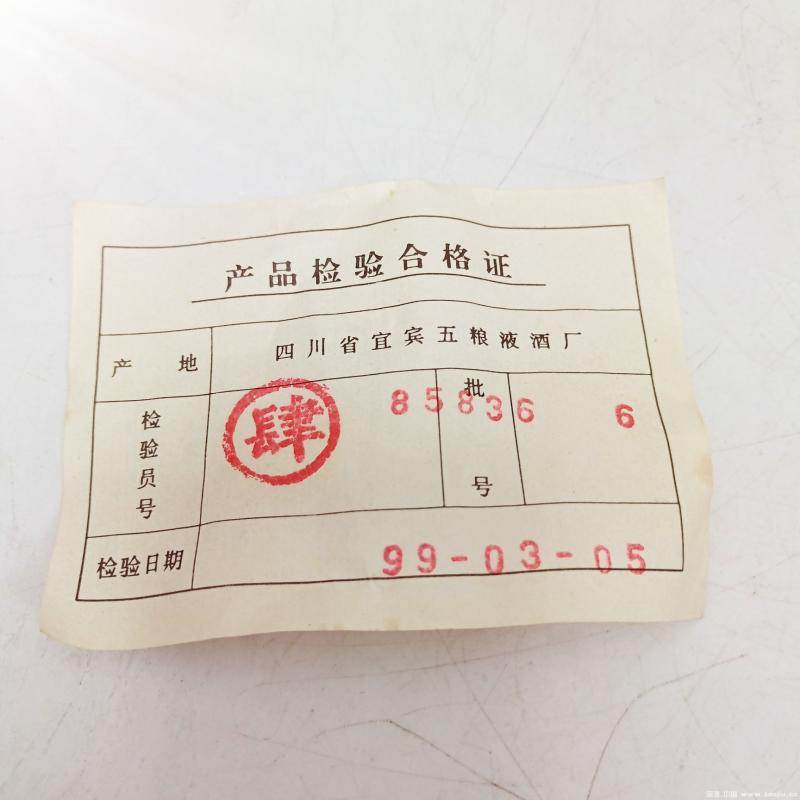 产品检验合格证
产地 四川省宜宾五粮液酒厂
检验员号 肆 85836 批号 6
检验日期 99-03-05